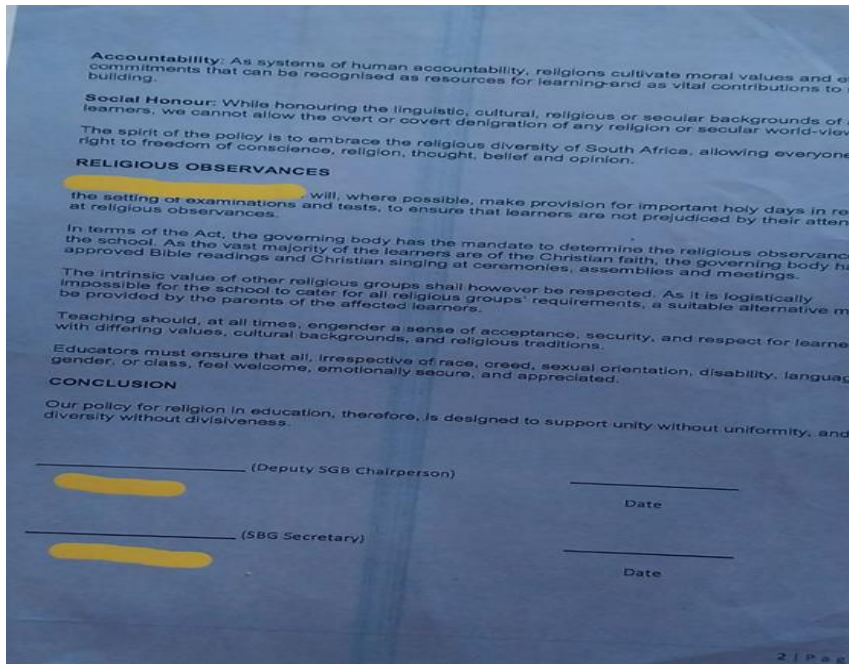 Accountability: As systems of human accountability, religions cultivate moral values and
commitments that can be recognised as resources for learning-and as vital contributions to
building.
Social Honour: While honouring the linguistic, cultural, religious or secular backgrounds of
learners, we cannot allow the overt or covert denigration of any religion or secular world-view
The spirit of the policy is to embrace the religious diversity of South Africa, allowing everyone
right to freedom of conscience, religion, thought, belief and opinion.
RELIGIOUS OBSERVANCES
will, where possible, make provision for important holy days in re
the setting of examinations and tests, to ensure that learners are not prejudiced by their atten
at religious observances.
In terms of the Act, the governing body has the mandate to determine the religious observanc
the school. As the vast majority of the learners are of the Christian faith, the governing body ha
approved Bible readings and Christian singing at ceremonies, assemblies and meetings.
The intrinsic value of other religious groups shall however be respected. As it is logistically
impossible for the school to cater for all religious groups' requirements, a suitable alternative m
be provided by the parents of the affected learners.
Teaching should, at all times, engender a sense of acceptance, security, and respect for learne
with differing values, cultural backgrounds, and religious traditions.
Educators must ensure that all, irrespective of race, creed, sexual orientation, disability, languag
gender, or class, feel welcome, emotionally secure, and appreciated.
CONCLUSION
Our policy for religion in education, therefore, is designed to support unity without uniformity, and
diversity without divisiveness.
(Deputy SGB Chairperson)
Date
(SBG Secretary)
Date
2 | Pag